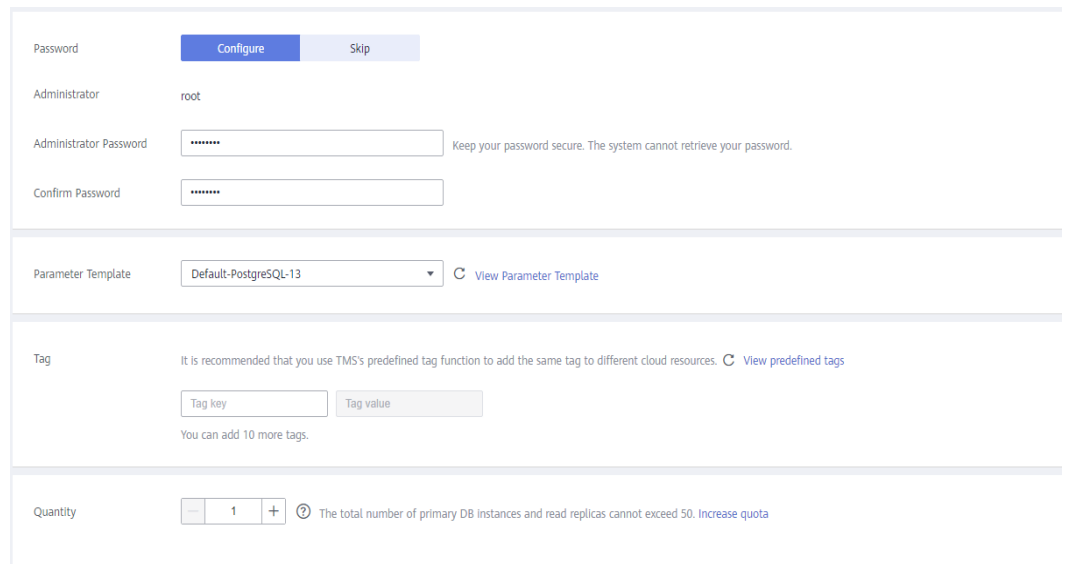 Password Configure Skip
Administrator root
Administrator Password •••••••• Keep your password secure. The system cannot retrieve your password.
Confirm Password ••••••••
Parameter Template Default-PostgreSQL-13 View Parameter Template
Tag It is recommended that you use TMS's predefined tag function to add the same tag to different cloud resources. View predefined tags
Tag key Tag value
You can add 10 more tags.
Quantity − 1 + ? The total number of primary DB instances and read replicas cannot exceed 50. Increase quota